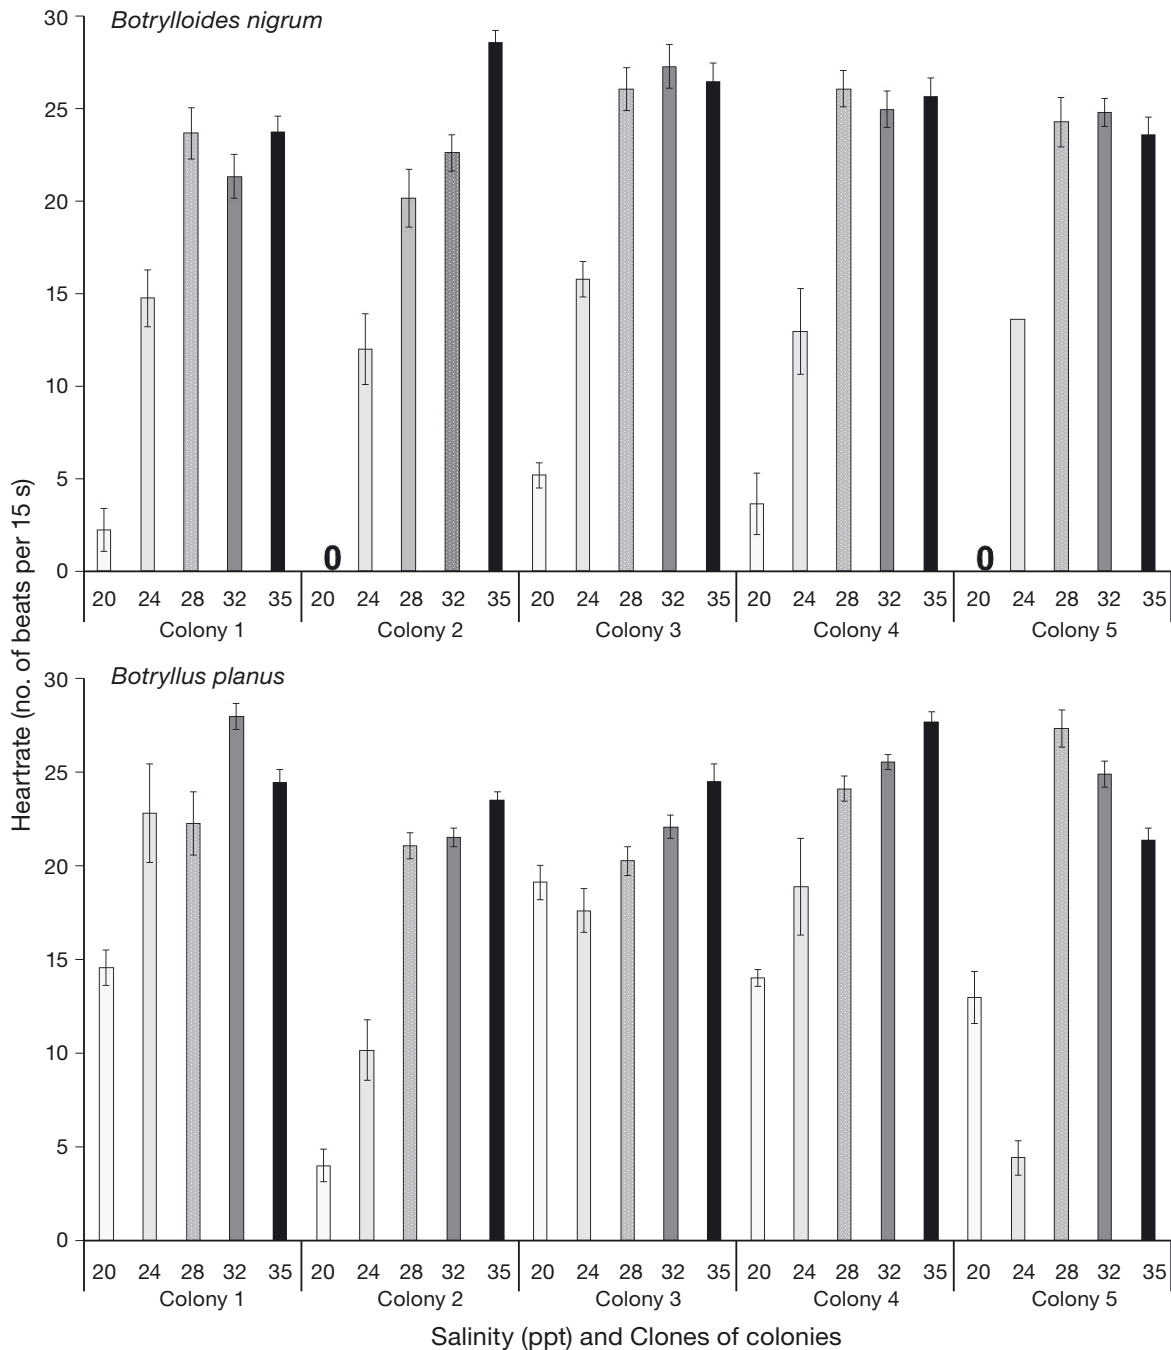 Botrylloides nigrum
30
25
20
15
10
5
0
0
0
20 24 28 32 35 20 24 28 32 35 20 24 28 32 35 20 24 28 32 35 20 24 28 32 35
Colony 1 Colony 2 Colony 3 Colony 4 Colony 5
Heartrate (no. of beats per 15 s)
Botryllus planus
30
25
20
15
10
5
0
20 24 28 32 35 20 24 28 32 35 20 24 28 32 35 20 24 28 32 35 20 24 28 32 35
Colony 1 Colony 2 Colony 3 Colony 4 Colony 5
Salinity (ppt) and Clones of colonies